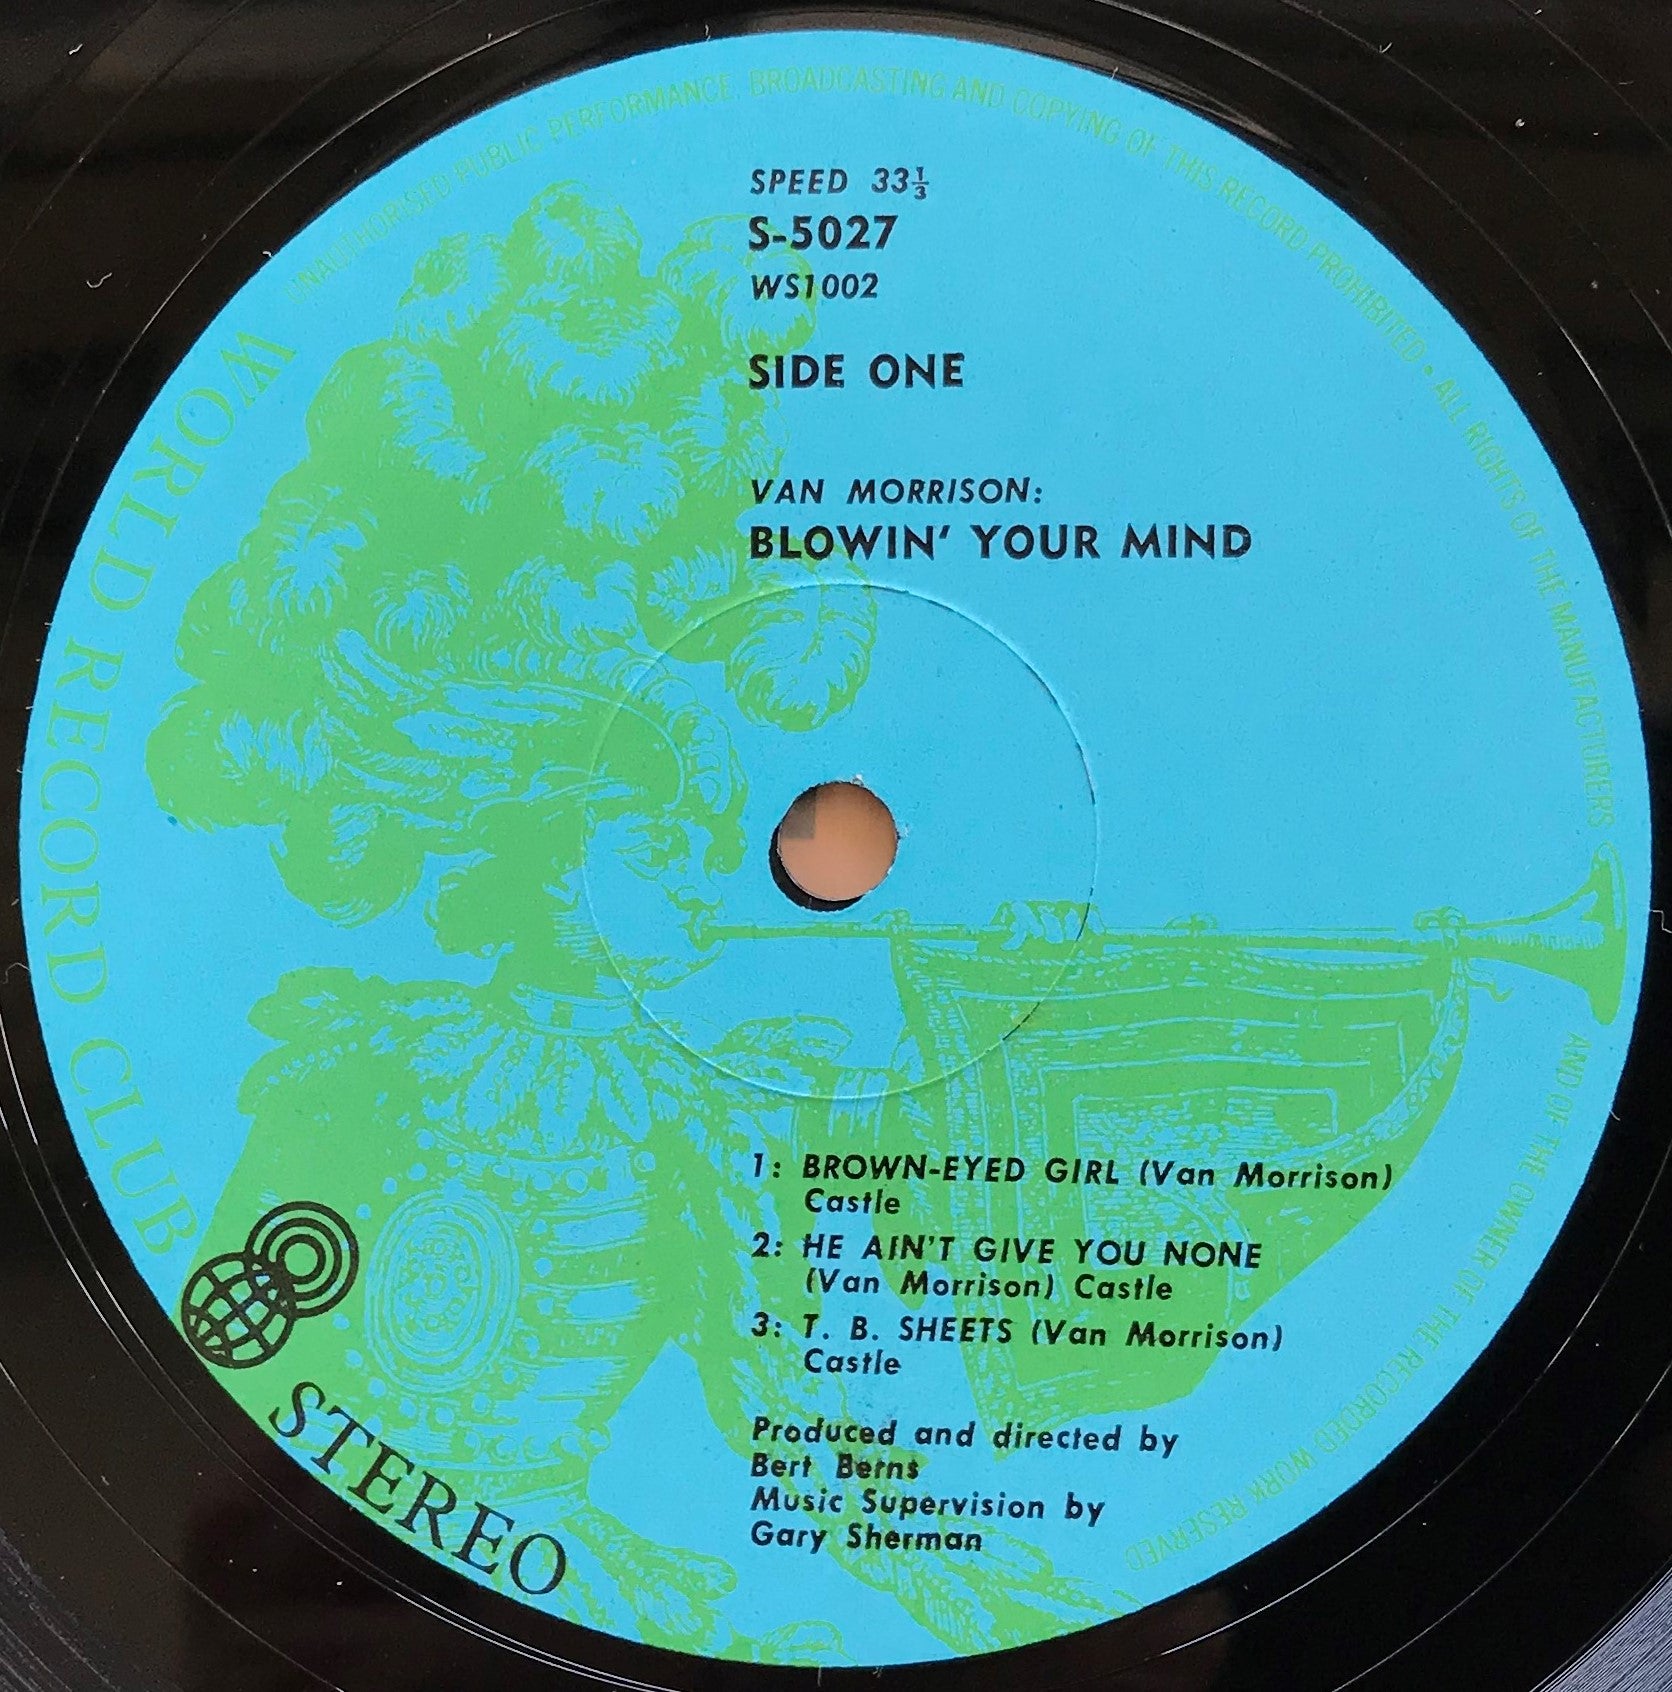 UNAUTHORISED PUBLIC PERFORMANCE, BROADCASTING AND COPYING OF THIS RECORD PROHIBITED • ALL RIGHTS OF THE MANUFACTURERS AND OF THE OWNER OF THE RECORDED WORK RESERVED
SPEED 33⅓
S-5027
WS1002
SIDE ONE
VAN MORRISON:
BLOWIN' YOUR MIND
WORLD RECORD CLUB
1: BROWN-EYED GIRL (Van Morrison)
Castle
2: HE AIN'T GIVE YOU NONE
(Van Morrison) Castle
3: T. B. SHEETS (Van Morrison)
Castle
Produced and directed by
Bert Berns
Music Supervision by
Gary Sherman
STEREO